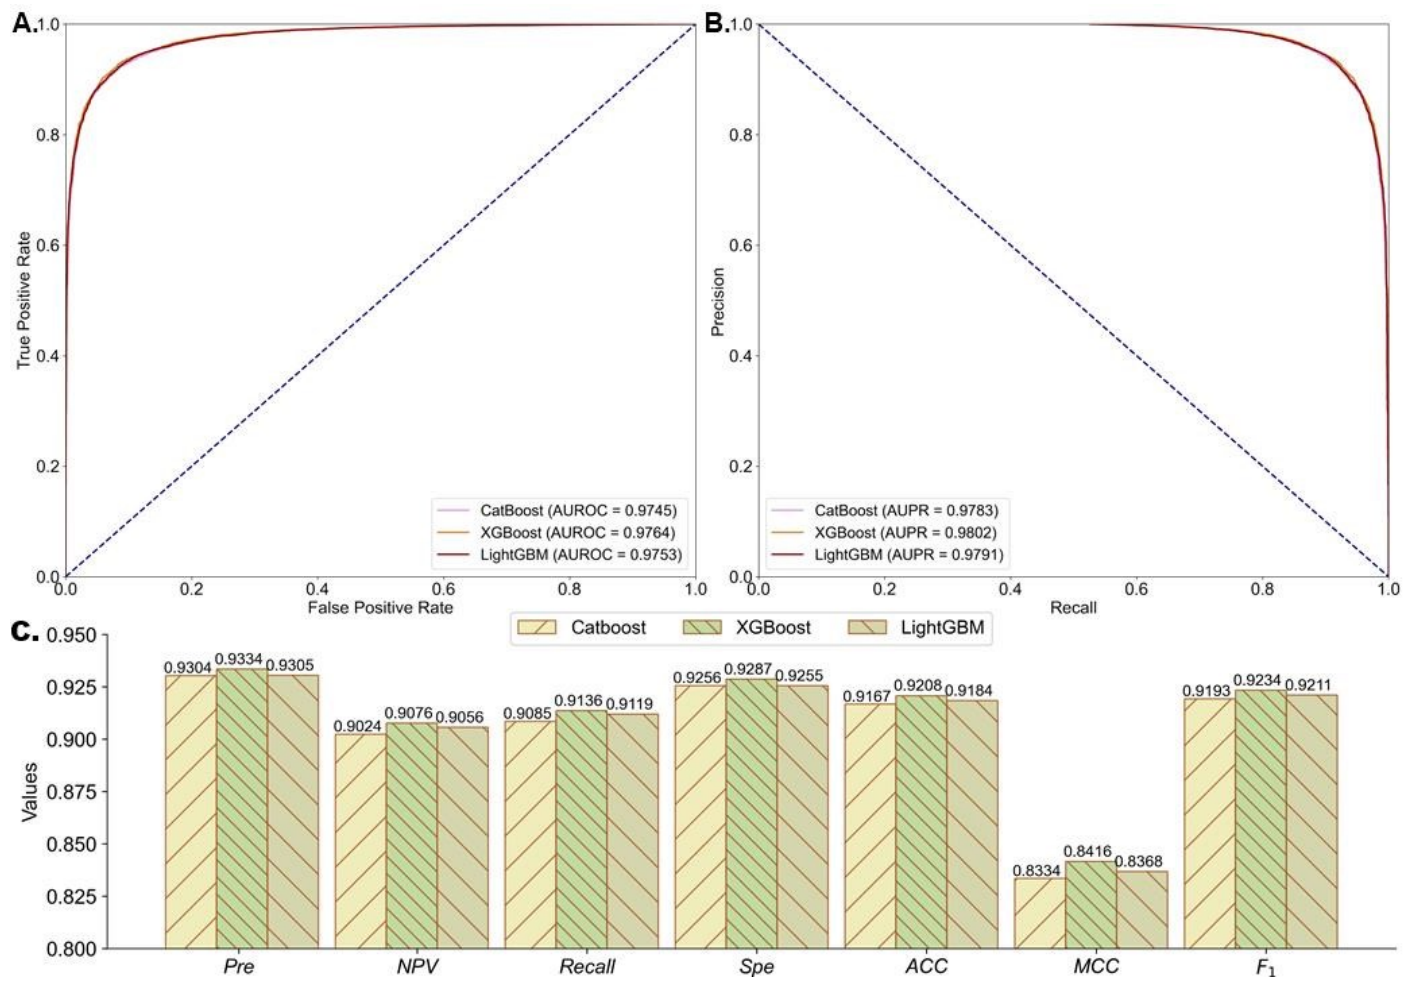 A.
1.0
0.8
0.6
0.4
0.2
0.0
True Positive Rate
CatBoost (AUROC = 0.9745)
XGBoost (AUROC = 0.9764)
LightGBM (AUROC = 0.9753)
0.0 0.2 0.4 0.6 0.8 1.0
False Positive Rate
B.
1.0
0.8
0.6
0.4
0.2
0.0
Precision
CatBoost (AUPR = 0.9783)
XGBoost (AUPR = 0.9802)
LightGBM (AUPR = 0.9791)
0.0 0.2 0.4 0.6 0.8 1.0
Recall
C.
Catboost XGBoost LightGBM
0.950
0.925
0.900
0.875
0.850
0.825
0.800
Values
0.9304 0.9334 0.9305
0.9024 0.9076 0.9056
0.9085 0.9136 0.9119
0.9256 0.9287 0.9255
0.9167 0.9208 0.9184
0.8334 0.8416 0.8368
0.9193 0.9234 0.9211
Pre NPV Recall Spe ACC MCC F1